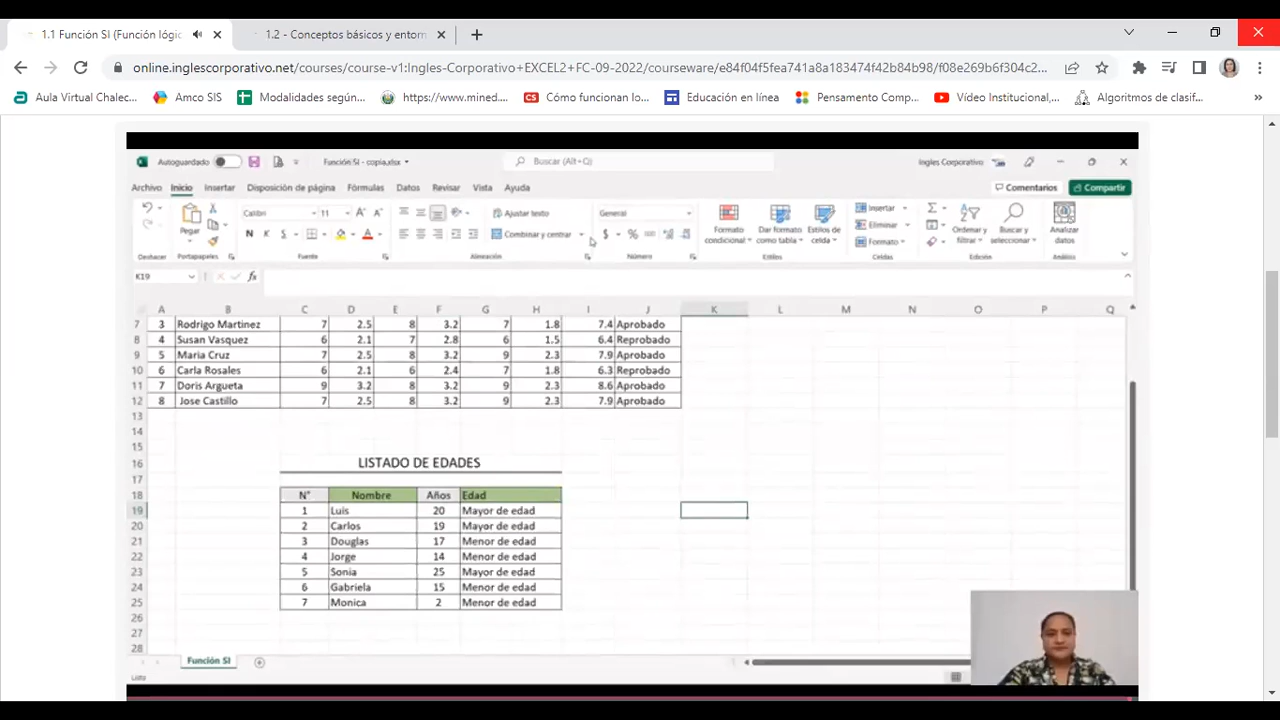 1.1 Función SI (Función lógic
1.2 - Conceptos básicos y entorn
online.inglescorporativo.net/courses/course-v1:Ingles-Corporativo+EXCEL2+FC-09-2022/courseware/e84f04f5fea741a8a183474f42b84b98/f08e269b6f304c2...
Aula Virtual Chalec...
Amco SIS
Modalidades según...
https://www.mined....
CS Cómo funcionan lo...
Educación en línea
Pensamento Comp...
Vídeo Institucional,...
Algoritmos de clasif...
»
Autoguardado
Función SI - copia.xlsx
Buscar (Alt+Q)
Ingles Corporativo
Archivo Inicio Insertar Disposición de página Fórmulas Datos Revisar Vista Ayuda
Comentarios Compartir
Calibri 11 Ajustar texto General Insertar
Pegar N K S Combinar y centrar $ % Formato condicional Dar formato como tabla Estilos de celda Eliminar Ordenar y filtrar Buscar y seleccionar Analizar datos
Formato
Deshacer Portapapeles Fuente Alineación Número Estilos Celdas Edición Análisis
K19 fx
A B C D E F G H I J K L M N O P Q
7 3 Rodrigo Martinez 7 2.5 8 3.2 7 1.8 7.4 Aprobado
8 4 Susan Vasquez 6 2.1 7 2.8 6 1.5 6.4 Reprobado
9 5 Maria Cruz 7 2.5 8 3.2 9 2.3 7.9 Aprobado
10 6 Carla Rosales 6 2.1 6 2.4 7 1.8 6.3 Reprobado
11 7 Doris Argueta 9 3.2 8 3.2 9 2.3 8.6 Aprobado
12 8 Jose Castillo 7 2.5 8 3.2 9 2.3 7.9 Aprobado
13
14
15
16 LISTADO DE EDADES
17
18 N° Nombre Años Edad
19 1 Luis 20 Mayor de edad
20 2 Carlos 19 Mayor de edad
21 3 Douglas 17 Menor de edad
22 4 Jorge 14 Menor de edad
23 5 Sonia 25 Mayor de edad
24 6 Gabriela 15 Menor de edad
25 7 Monica 2 Menor de edad
26
27
28
Función SI
Listo